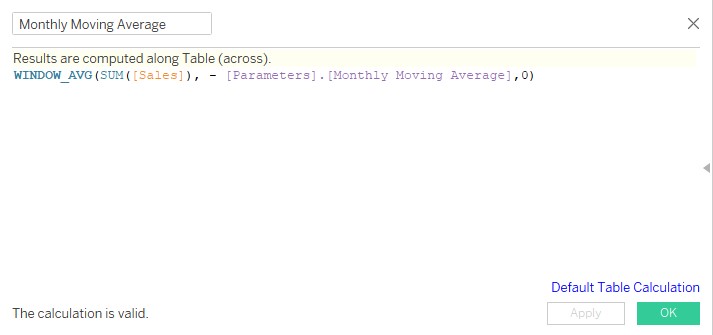 Monthly Moving Average
Results are computed along Table (across).
WINDOW_AVG(SUM([Sales]), - [Parameters].[Monthly Moving Average],0)
Default Table Calculation
The calculation is valid.
Apply
OK